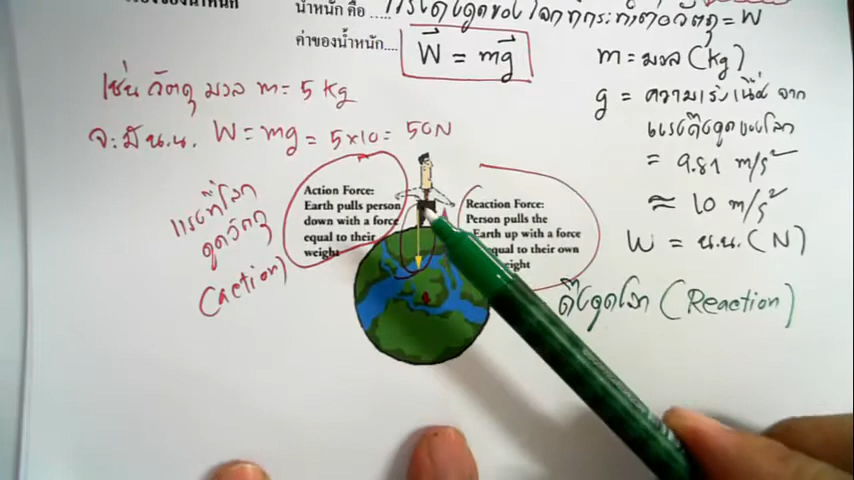 น้ำหนัก คือ ..... แรงดึงดูดของโลกที่กระทำต่อวัตถุ = W
ค่าของน้ำหนัก.... W = mg
m = มวล (kg)
g = ความเร่งเนื่องจาก
แรงดึงดูดของโลก
= 9.81 m/s²
≈ 10 m/s²
W = น.น. (N)
เช่น วัตถุ มวล m = 5 kg
จะมี น.น. W = mg = 5x10 = 50N
แรงที่โลก
ดูดวัตถุ
(action)
Action Force:
Earth pulls person
down with a force
equal to their
weight
Reaction Force:
Person pulls the
Earth up with a force
equal to their own
weight
ดึงดูดโลก (Reaction)